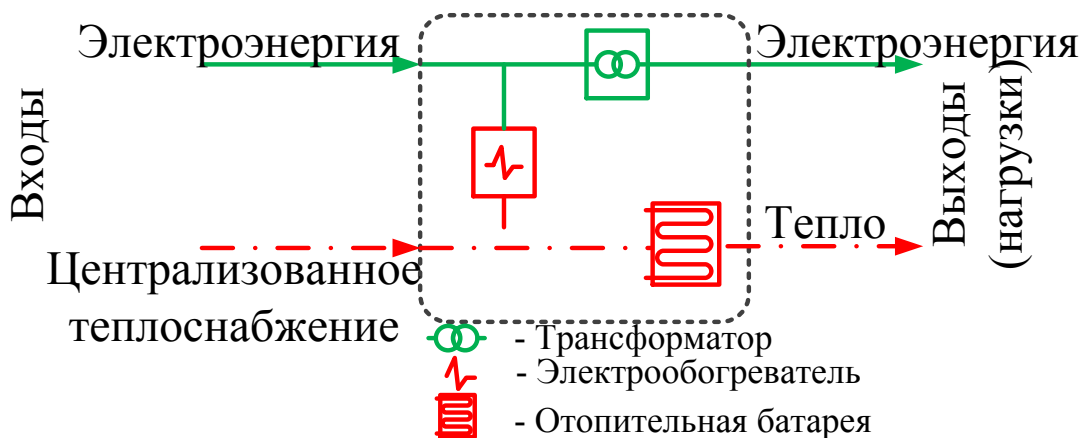 Электроэнергия
Электроэнергия
Входы
Выходы
(нагрузки)
Тепло
Централизованное
теплоснабжение
- Трансформатор
- Электрообогреватель
- Отопительная батарея